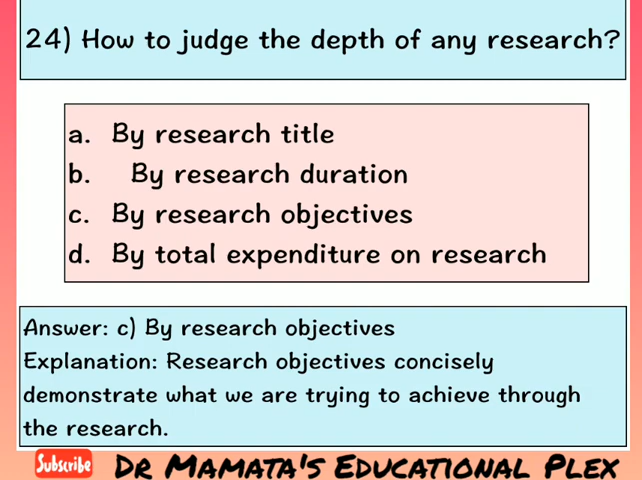 24) How to judge the depth of any research?
a. By research title
b. By research duration
c. By research objectives
d. By total expenditure on research
Answer: c) By research objectives
Explanation: Research objectives concisely
demonstrate what we are trying to achieve through
the research.
Subscribe Dr Mamata's Educational Plex